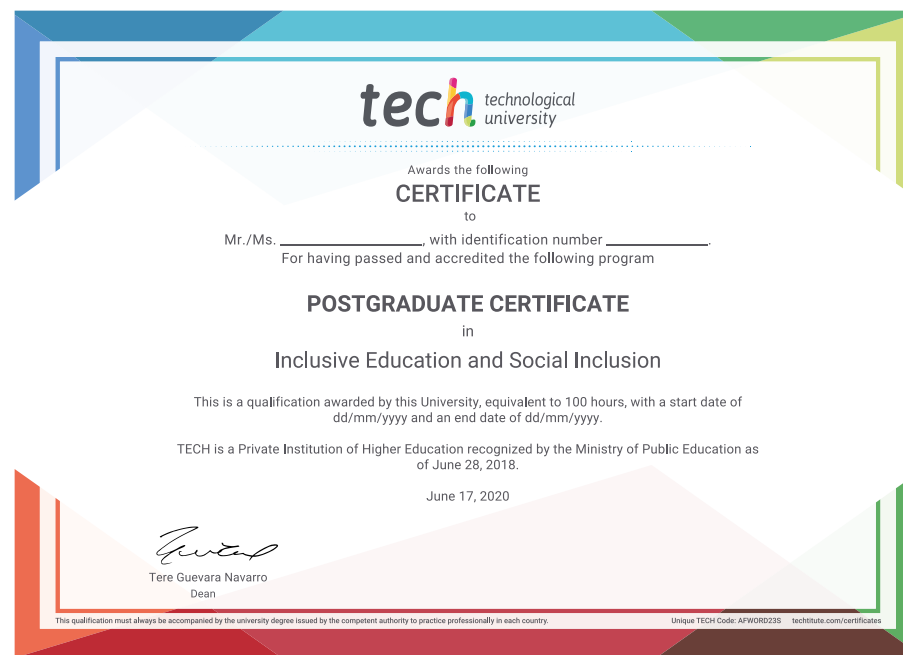 tech technological
university
Awards the following
CERTIFICATE
to
Mr./Ms. ____________________, with identification number ______________.
For having passed and accredited the following program
POSTGRADUATE CERTIFICATE
in
Inclusive Education and Social Inclusion
This is a qualification awarded by this University, equivalent to 100 hours, with a start date of
dd/mm/yyyy and an end date of dd/mm/yyyy.
TECH is a Private Institution of Higher Education recognized by the Ministry of Public Education as
of June 28, 2018.
June 17, 2020
Tere Guevara Navarro
Dean
This qualification must always be accompanied by the university degree issued by the competent authority to practice professionally in each country. Unique TECH Code: AFWORD23S techtitute.com/certificates